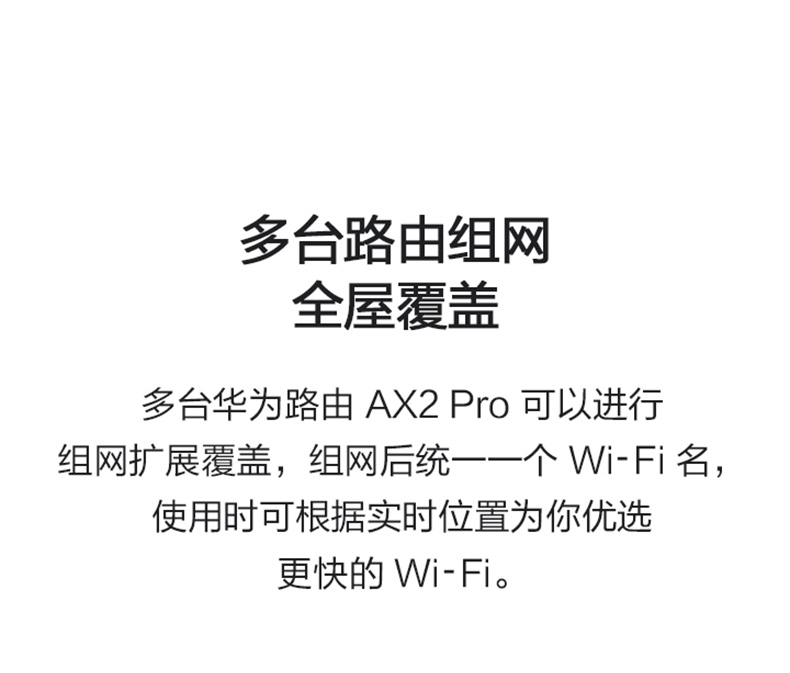 多台路由组网
全屋覆盖
多台华为路由 AX2 Pro 可以进行
组网扩展覆盖，组网后统一一个 Wi-Fi 名，
使用时可根据实时位置为你优选
更快的 Wi-Fi。